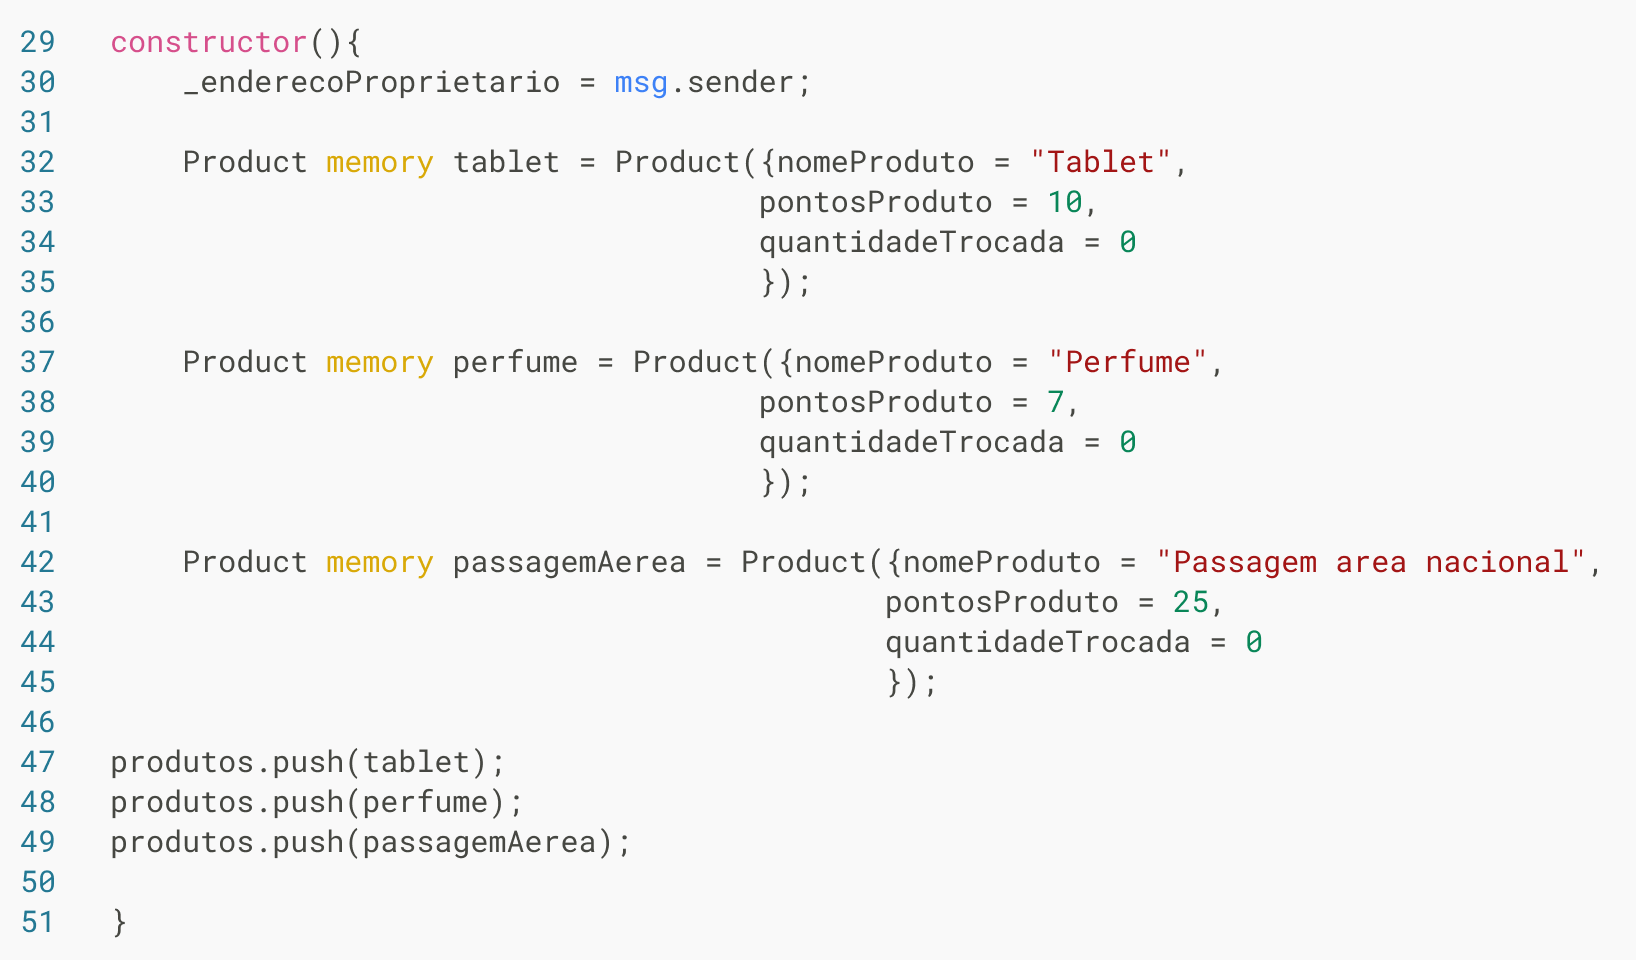 29 constructor(){
30 _enderecoProprietario = msg.sender;
31
32 Product memory tablet = Product({nomeProduto = "Tablet",
33 pontosProduto = 10,
34 quantidadeTrocada = 0
35 });
36
37 Product memory perfume = Product({nomeProduto = "Perfume",
38 pontosProduto = 7,
39 quantidadeTrocada = 0
40 });
41
42 Product memory passagemAerea = Product({nomeProduto = "Passagem area nacional",
43 pontosProduto = 25,
44 quantidadeTrocada = 0
45 });
46
47 produtos.push(tablet);
48 produtos.push(perfume);
49 produtos.push(passagemAerea);
50
51 }